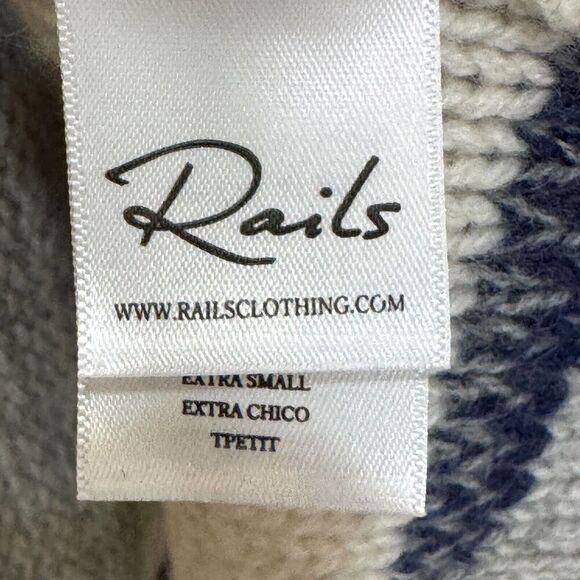 Rails
WWW.RAILSCLOTHING.COM
EXTRA SMALL
EXTRA CHICO
TPETIT